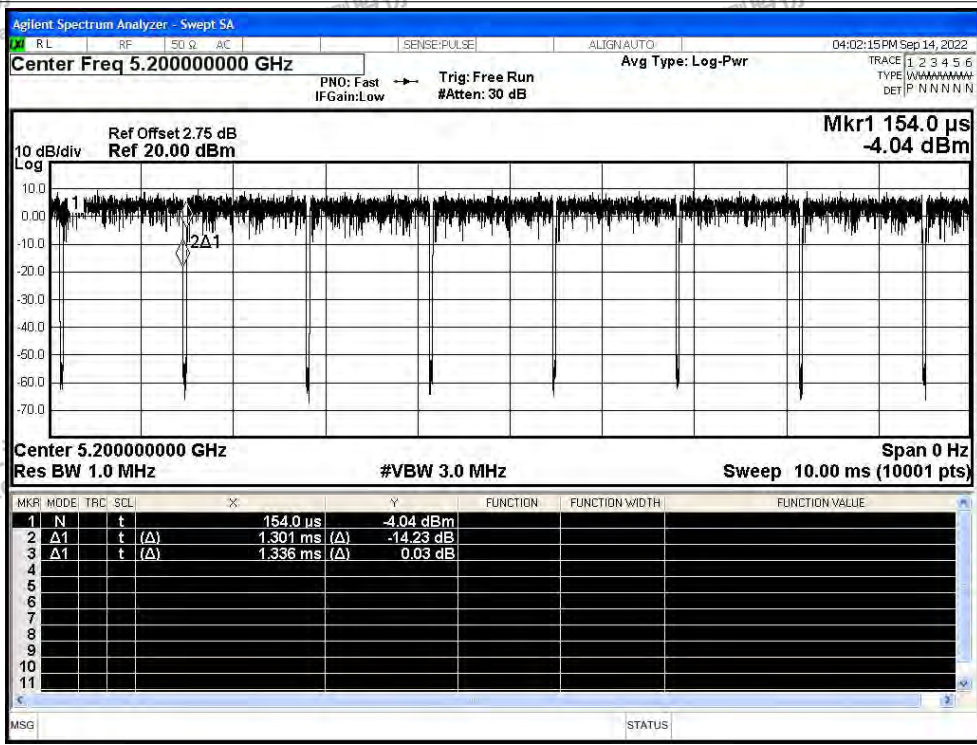 Agilent Spectrum Analyzer - Swept SA
LXI RL RF 50 Ω AC SENSE:PULSE ALIGN AUTO 04:02:15 PM Sep 14, 2022
Center Freq 5.200000000 GHz
Avg Type: Log-Pwr
TRACE 1 2 3 4 5 6
PNO: Fast Trig: Free Run
TYPE WWWWWW
IFGain:Low #Atten: 30 dB
DET P N N N N N
Mkr1 154.0 µs
-4.04 dBm
Ref Offset 2.75 dB
10 dB/div Ref 20.00 dBm
Log
10.0
1
0.00
2Δ1
-10.0
-20.0
-30.0
-40.0
-50.0
-60.0
-70.0
Center 5.200000000 GHz Span 0 Hz
Res BW 1.0 MHz #VBW 3.0 MHz Sweep 10.00 ms (10001 pts)
MKR MODE TRC SCL X Y FUNCTION FUNCTION WIDTH FUNCTION VALUE
1 N t 154.0 µs -4.04 dBm
2 Δ1 t (Δ) 1.301 ms (Δ) -14.23 dB
3 Δ1 t (Δ) 1.336 ms (Δ) 0.03 dB
4
5
6
7
8
9
10
11
MSG STATUS